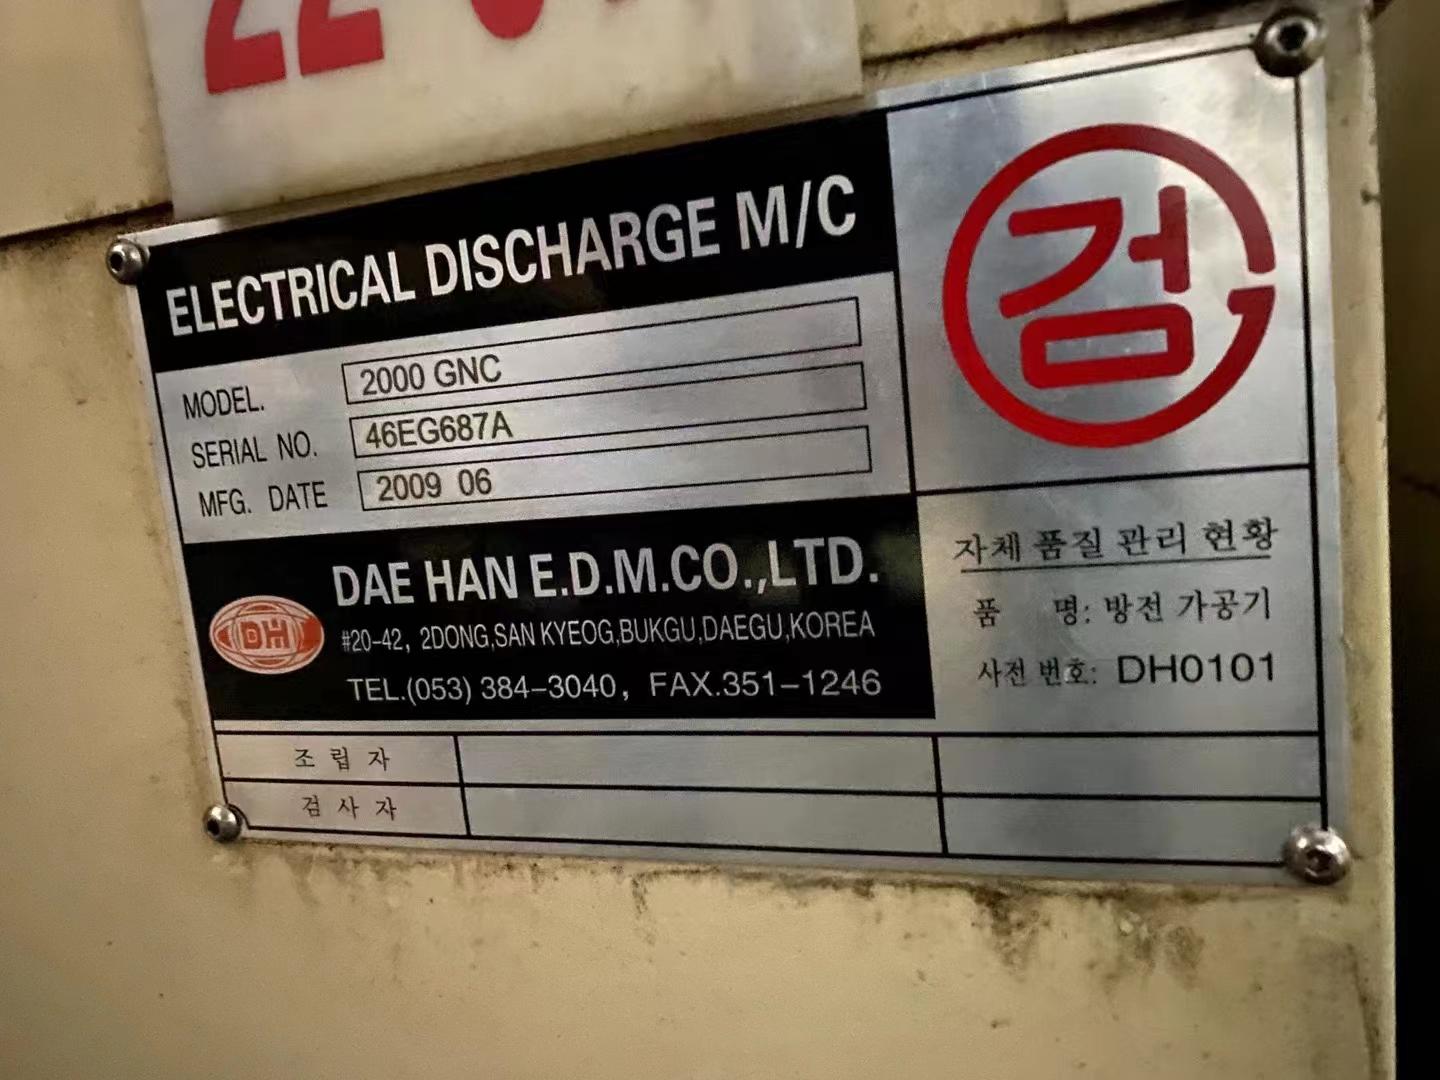 ELECTRICAL DISCHARGE M/C
검
MODEL. 2000 GNC
SERIAL NO. 46EG687A
MFG. DATE 2009 06
DAE HAN E.D.M.CO.,LTD.
DH
#20-42, 2DONG,SAN KYEOG,BUKGU,DAEGU,KOREA
TEL.(053) 384-3040, FAX.351-1246
자체 품질 관리 현황
품 명: 방전 가공기
사전 번호: DH0101
조 립 자
검 사 자